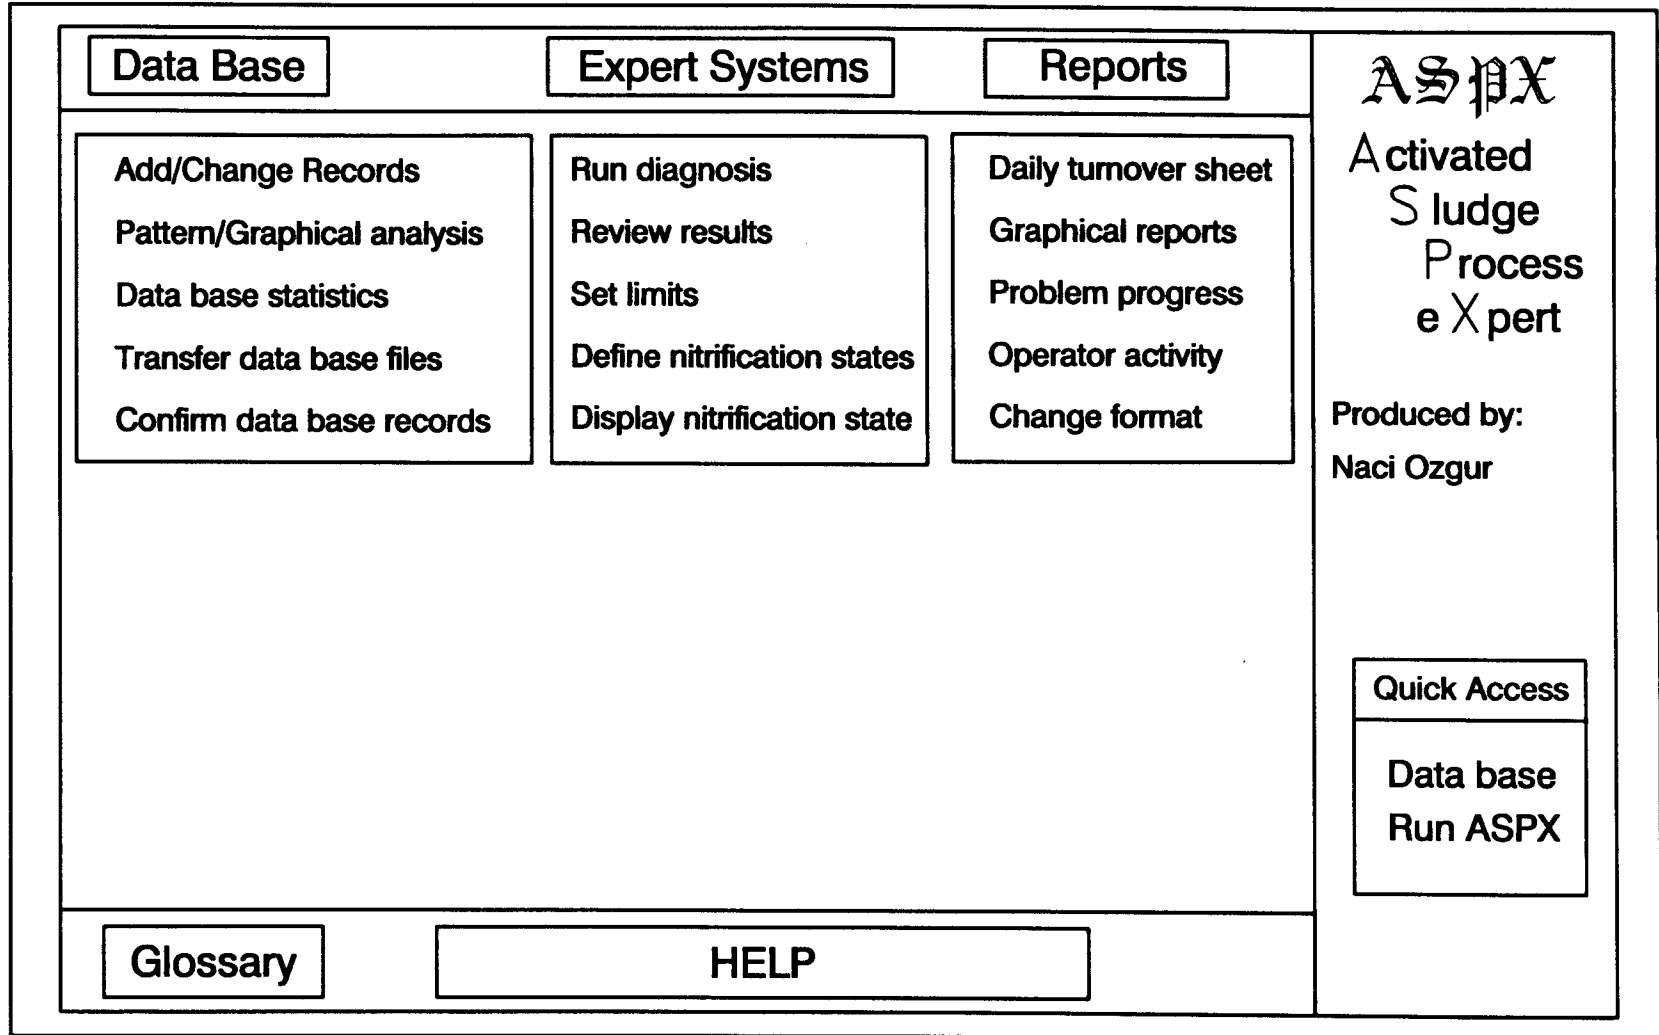 Data Base
Expert Systems
Reports
Add/Change Records
Pattern/Graphical analysis
Data base statistics
Transfer data base files
Confirm data base records
Run diagnosis
Review results
Set limits
Define nitrification states
Display nitrification state
Daily turnover sheet
Graphical reports
Problem progress
Operator activity
Change format
ASPX
Activated
Sludge
Process
eXpert
Produced by:
Naci Ozgur
Quick Access
Data base
Run ASPX
Glossary
HELP